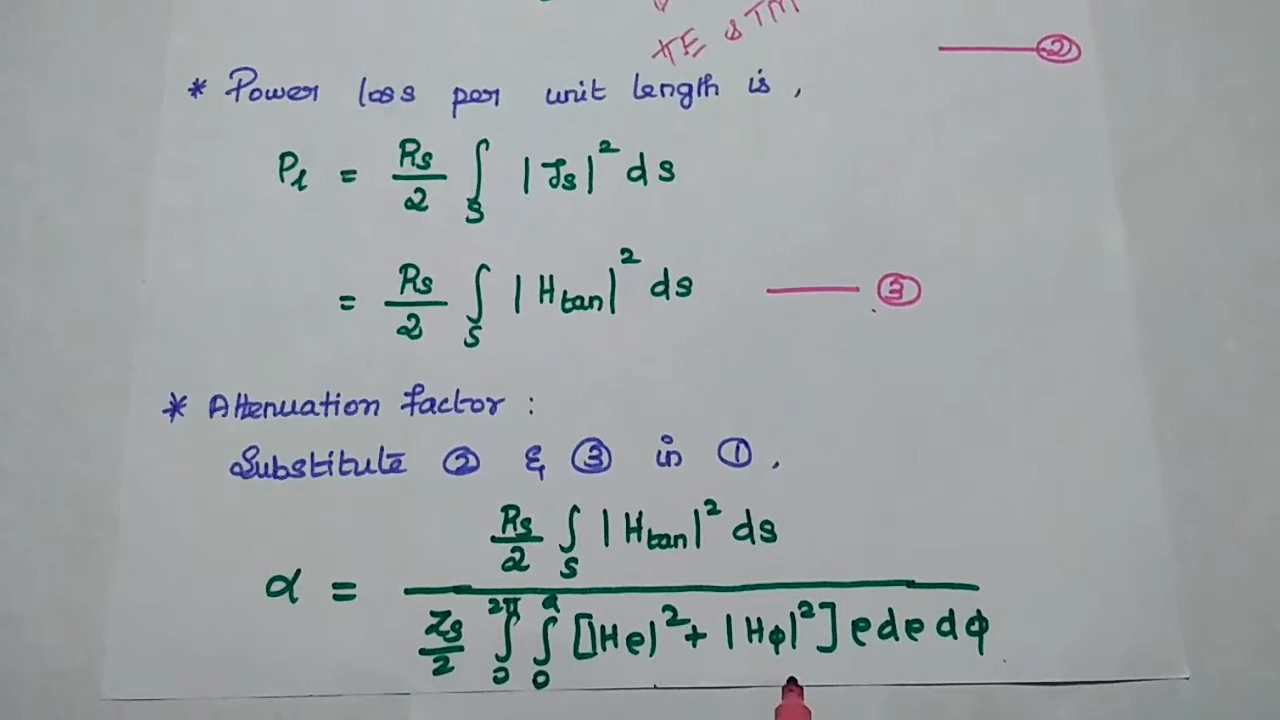 TE & TM
②
* Power loss per unit length is,
Pl = Rs/2 ∫S |Js|² ds
= Rs/2 ∫S |Htan|² ds ③
* Attenuation factor :
Substitute ② & ③ in ①,
Rs/2 ∫S |Htan|² ds
α = ―――
Zs/2 ∫0^2π ∫0^a [|Hρ|² + |Hϕ|²] ρ dρ dϕ